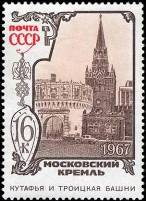 ПОЧТА
СССР
16
К
1967
МОСКОВСКИЙ
КРЕМЛЬ
КУТАФЬЯ И ТРОИЦКАЯ БАШНИ